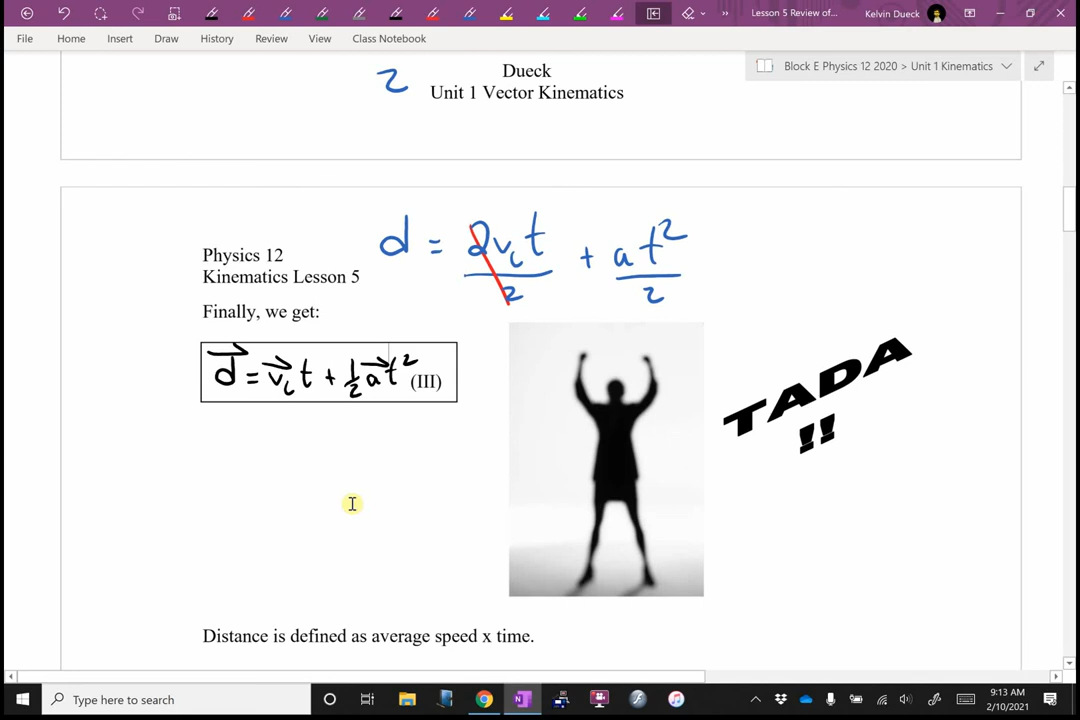 Lesson 5 Review of...
Kelvin Dueck
File Home Insert Draw History Review View Class Notebook
Block E Physics 12 2020 > Unit 1 Kinematics
2
Dueck
Unit 1 Vector Kinematics
d = 2vᵢt/2 + at²/2
Physics 12
Kinematics Lesson 5
Finally, we get:
d⃗ = v⃗ᵢt + ½a⃗t² (III)
TADA
!!
Distance is defined as average speed x time.
Type here to search
9:13 AM
2/10/2021